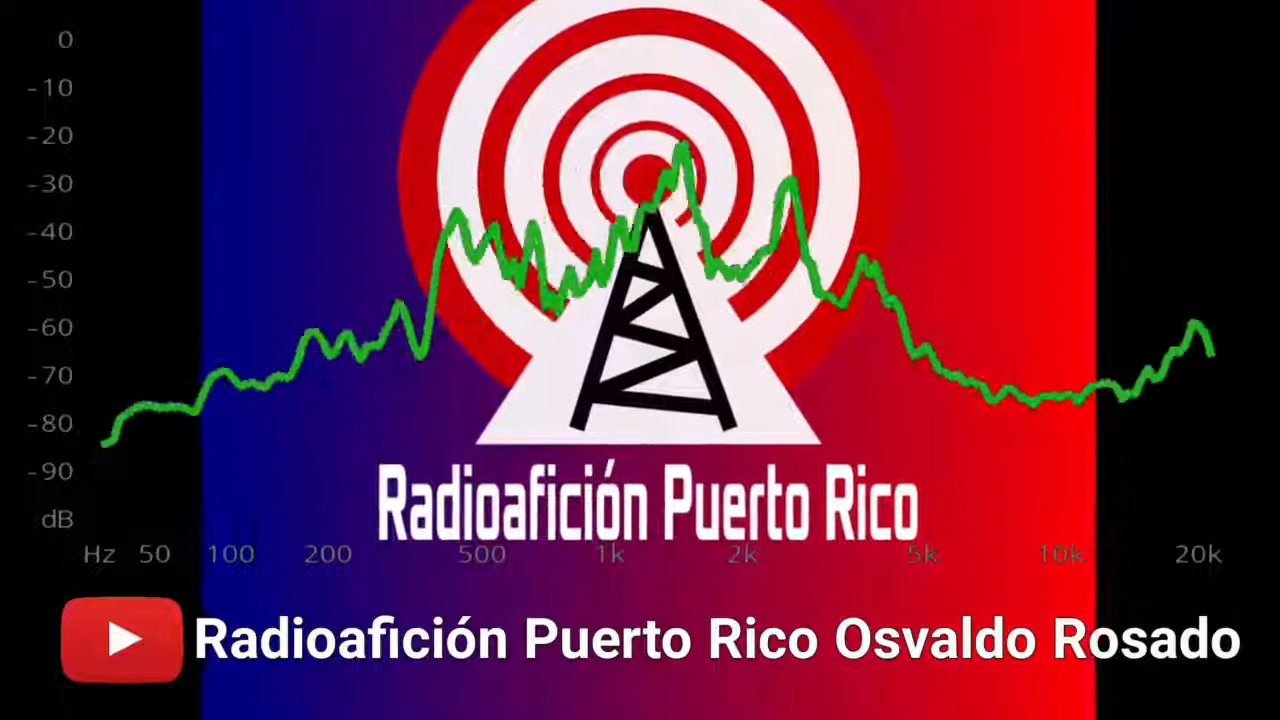 0
-10
-20
-30
-40
-50
-60
-70
-80
-90
dB
Radioafición Puerto Rico
Hz 50 100 200 500 1k 2k 5k 10k 20k
Radioafición Puerto Rico Osvaldo Rosado